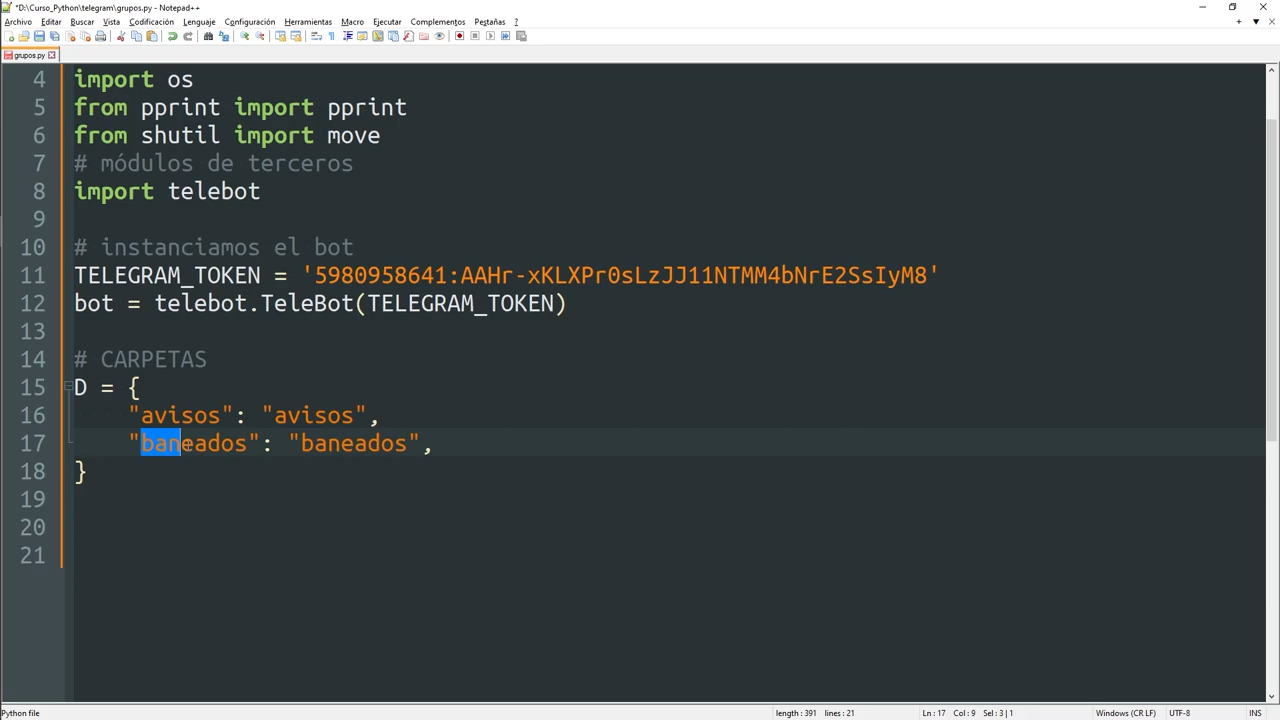 *D:\Curso_Python\telegram\grupos.py - Notepad++
Archivo Editar Buscar Vista Codificación Lenguaje Configuración Herramientas Macro Ejecutar Complementos Pestañas ?
grupos.py
4 import os
5 from pprint import pprint
6 from shutil import move
7 # módulos de terceros
8 import telebot
9
10 # instanciamos el bot
11 TELEGRAM_TOKEN = '5980958641:AAHr-xKLXPr0sLzJJ11NTMM4bNrE2SsIyM8'
12 bot = telebot.TeleBot(TELEGRAM_TOKEN)
13
14 # CARPETAS
15 D = {
16 "avisos": "avisos",
17 "baneados": "baneados",
18 }
19
20
21
Python file length : 391 lines : 21 Ln : 17 Col : 9 Sel : 3 | 1 Windows (CR LF) UTF-8 INS